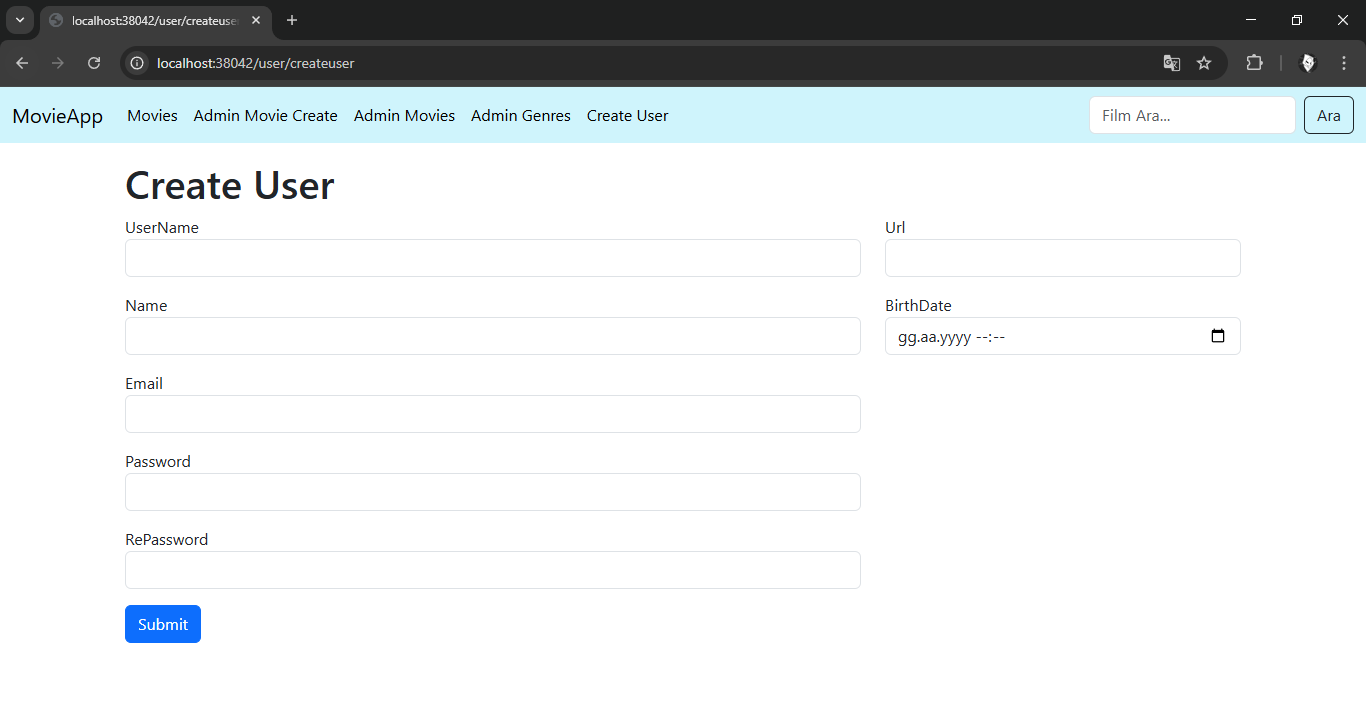 localhost:38042/user/createuse
localhost:38042/user/createuser
MovieApp Movies Admin Movie Create Admin Movies Admin Genres Create User Film Ara... Ara
Create User
UserName Url
Name BirthDate
gg.aa.yyyy --:--
Email
Password
RePassword
Submit